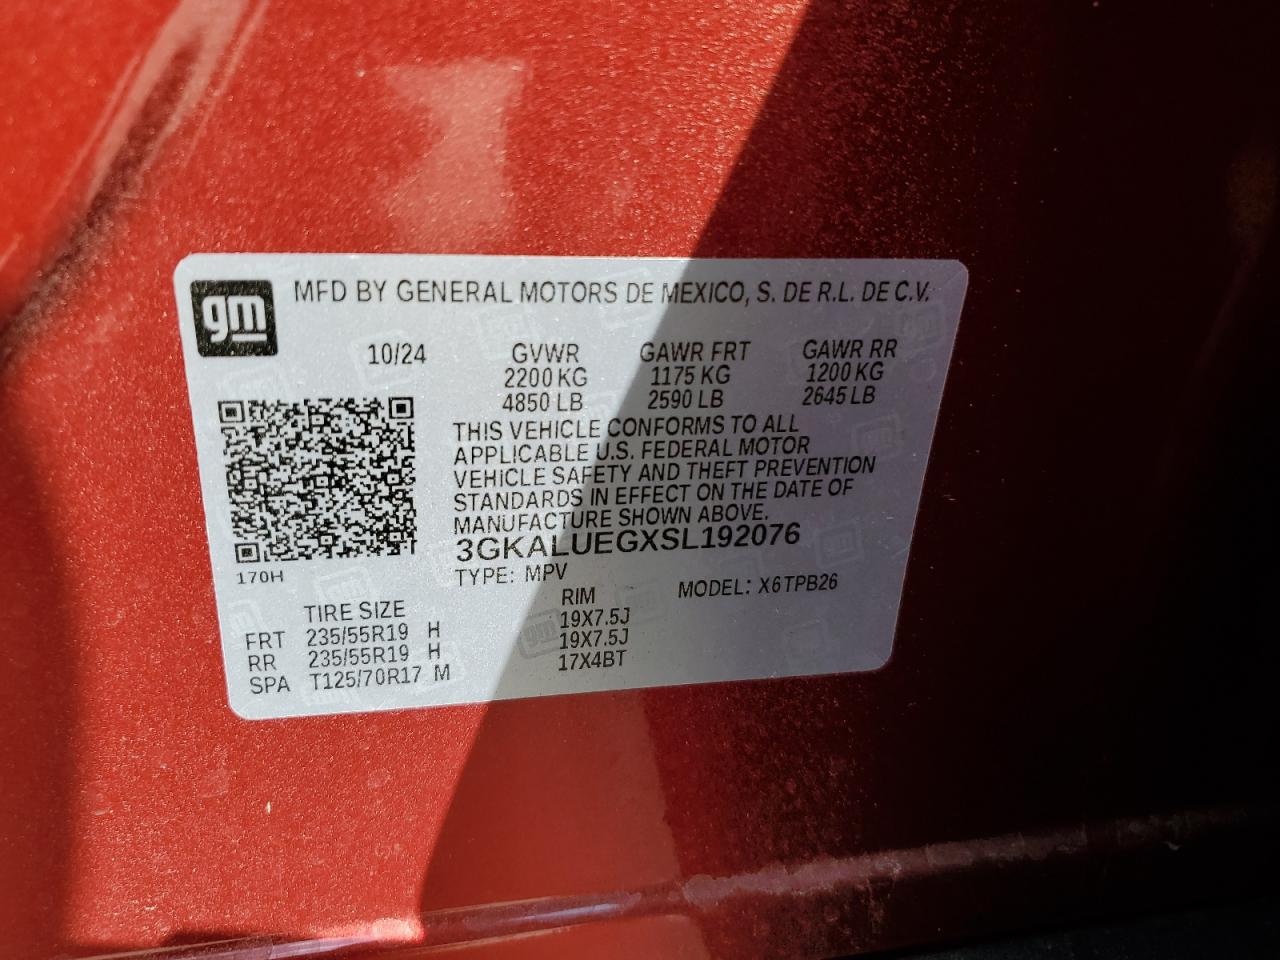 gm
MFD BY GENERAL MOTORS DE MEXICO, S. DE R.L. DE C.V.
10/24 GVWR GAWR FRT GAWR RR
2200 KG 1175 KG 1200 KG
4850 LB 2590 LB 2645 LB
THIS VEHICLE CONFORMS TO ALL
APPLICABLE U.S. FEDERAL MOTOR
VEHICLE SAFETY AND THEFT PREVENTION
STANDARDS IN EFFECT ON THE DATE OF
MANUFACTURE SHOWN ABOVE.
3GKALUEGXSL192076
170H
TYPE: MPV MODEL: X6TPB26
TIRE SIZE RIM
FRT 235/55R19 H 19X7.5J
RR 235/55R19 H 19X7.5J
SPA T125/70R17 M 17X4BT